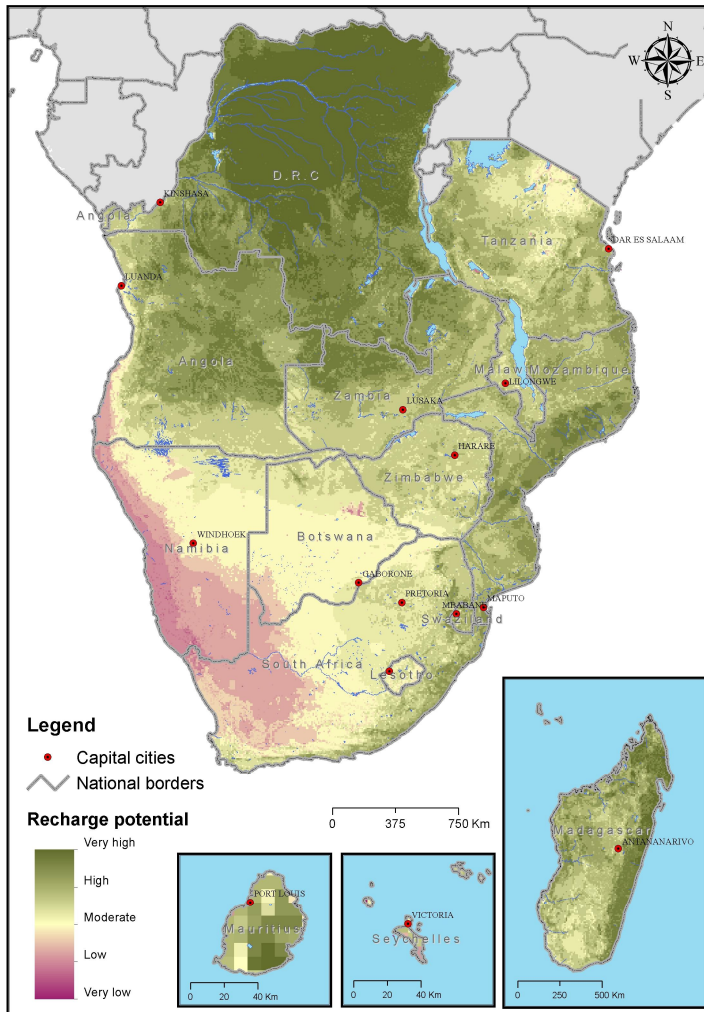 N
W E
S
D.R.C
KINSHASA
Angola
Tanzania
DAR ES SALAAM
LUANDA
Angola
Malaw Mozambique
LILONGWE
Zambia
LUSAKA
HARARE
Zimbabwe
WINDHOEK
Namibia
Botswana
GABORONE
PRETORIA
MBABANE
MAPUTO
Swaziland
South Africa
Lesotho
Legend
Capital cities
National borders
Recharge potential
Very high
High
Moderate
Low
Very low
0 375 750 Km
PORT LOUIS
Mauritius
0 20 40 Km
VICTORIA
Seychelles
0 20 40 Km
Madagascar
ANTANANARIVO
0 250 500 Km